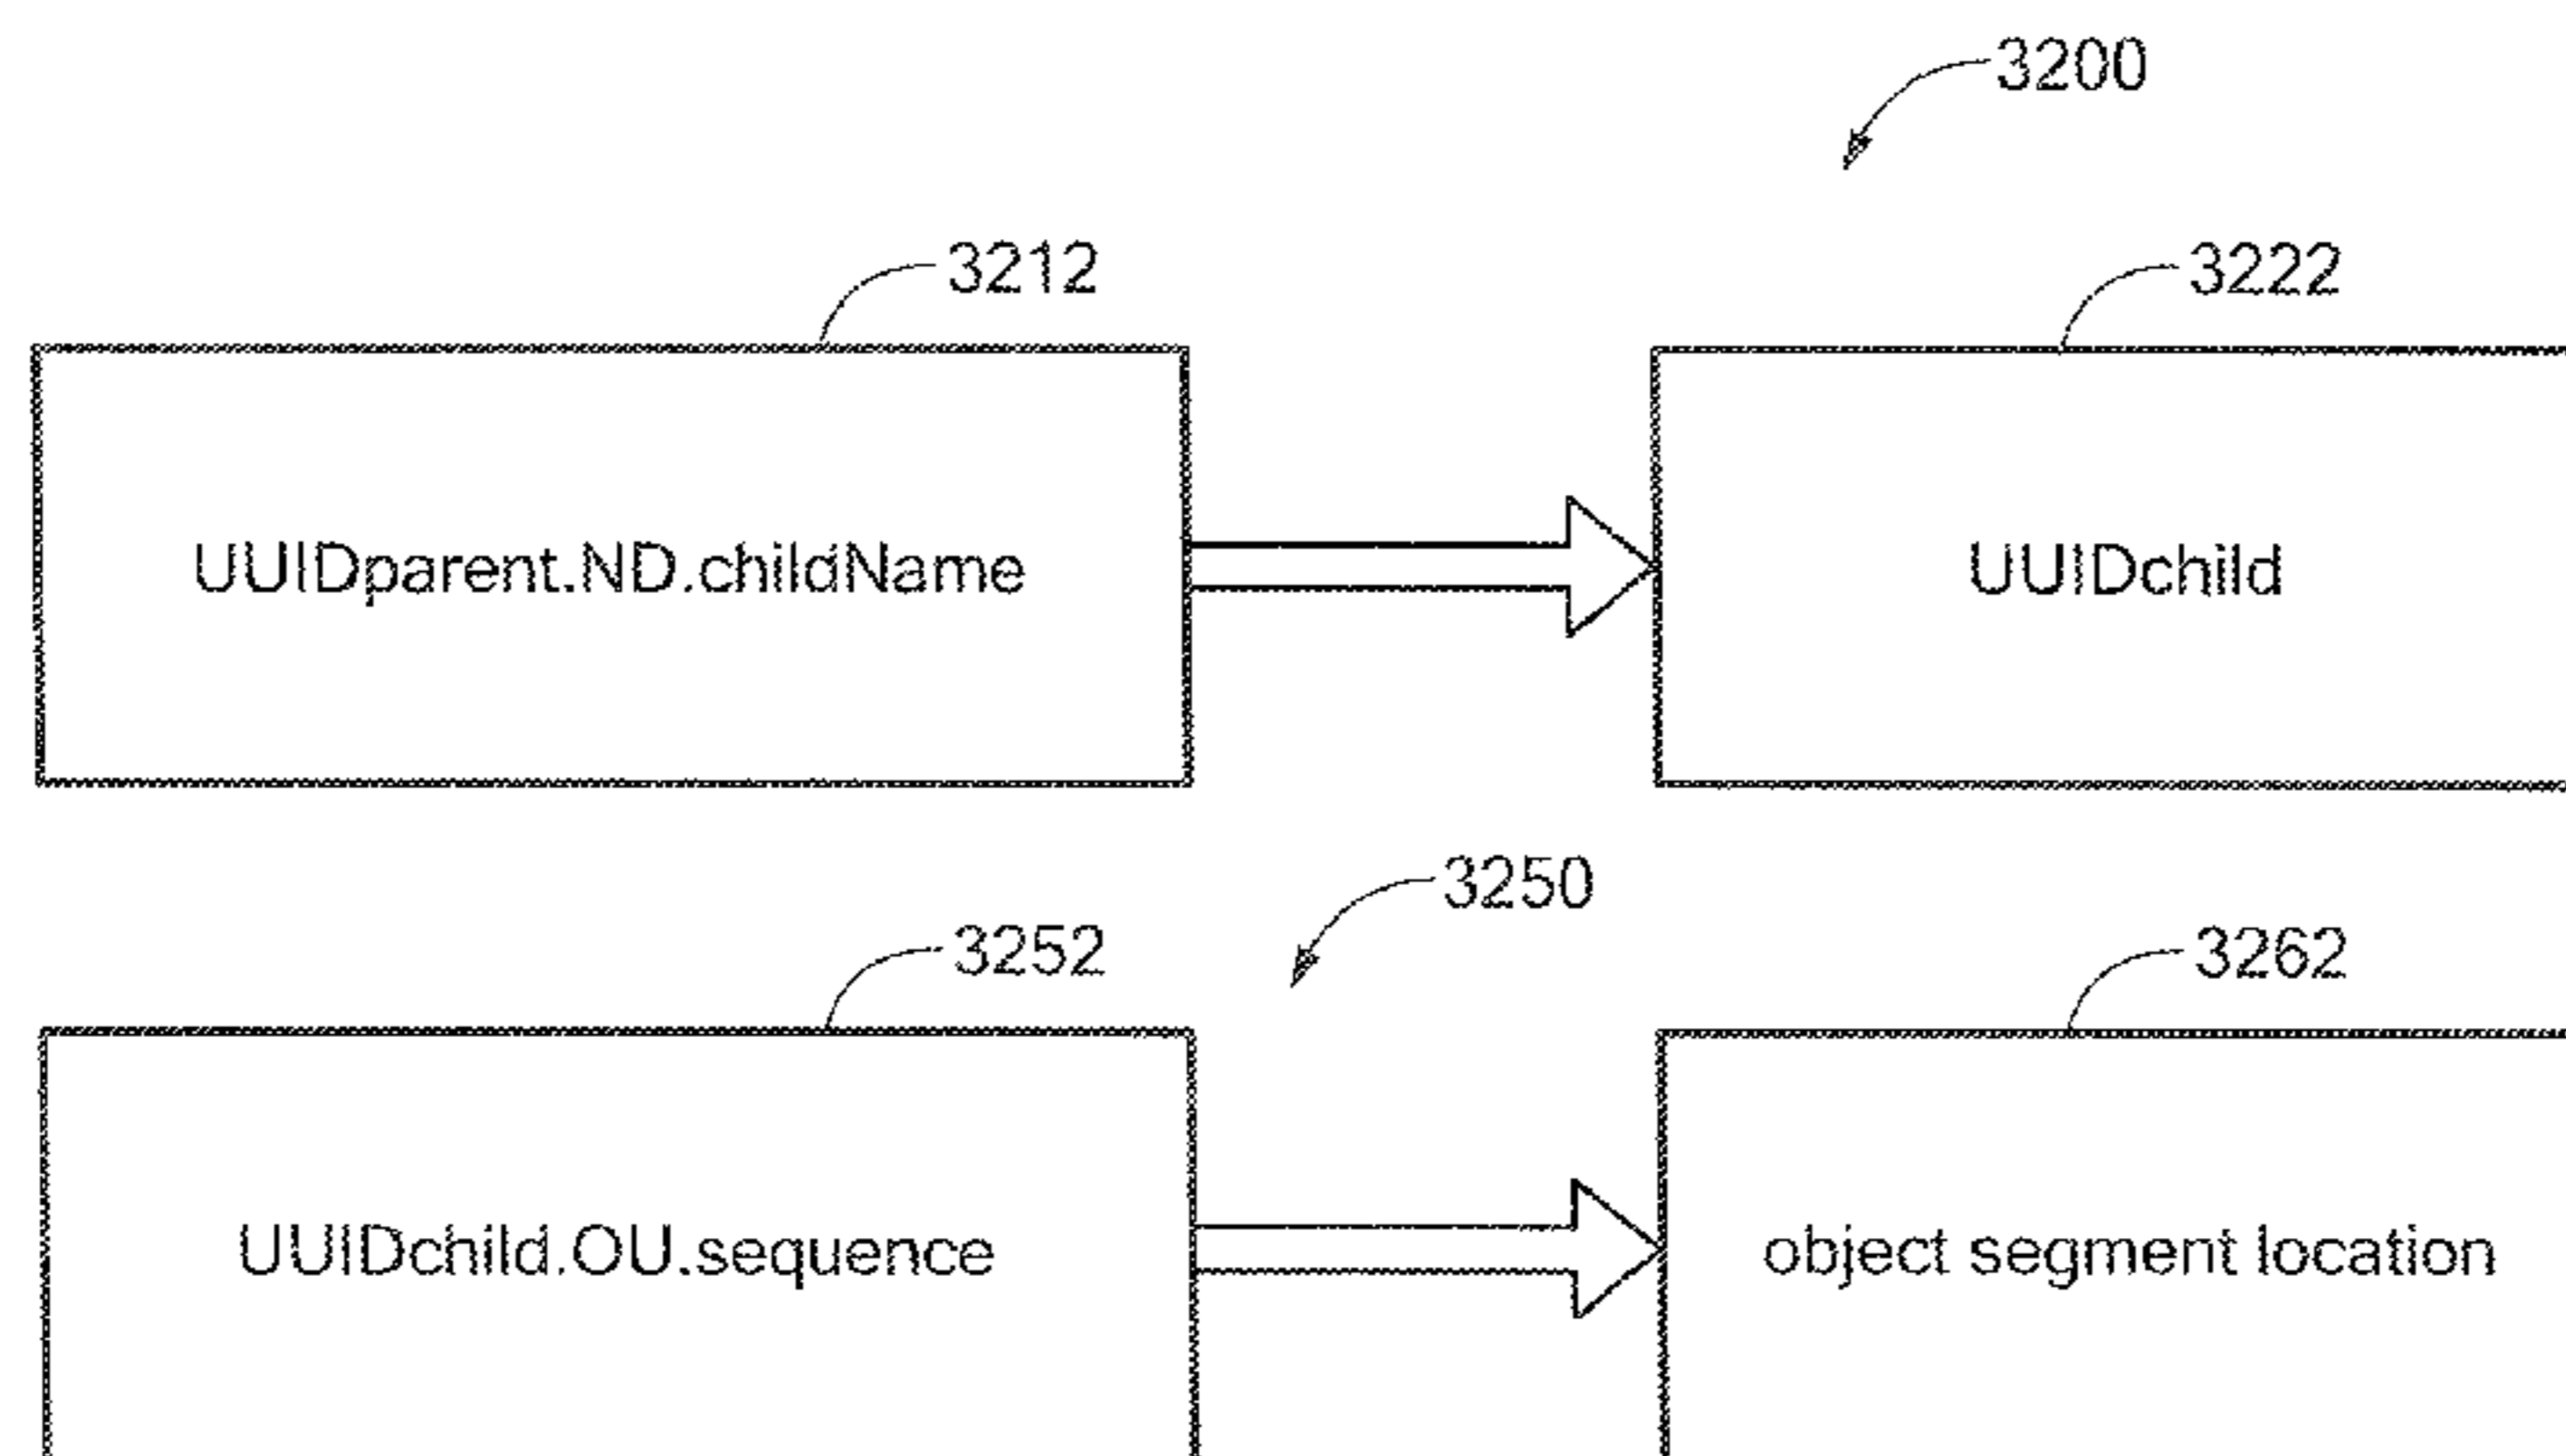 3200
3212
3222
UUIDparent.ND.childName
UUIDchild
3250
3252
3262
UUIDchild.OU.sequence
object segment location